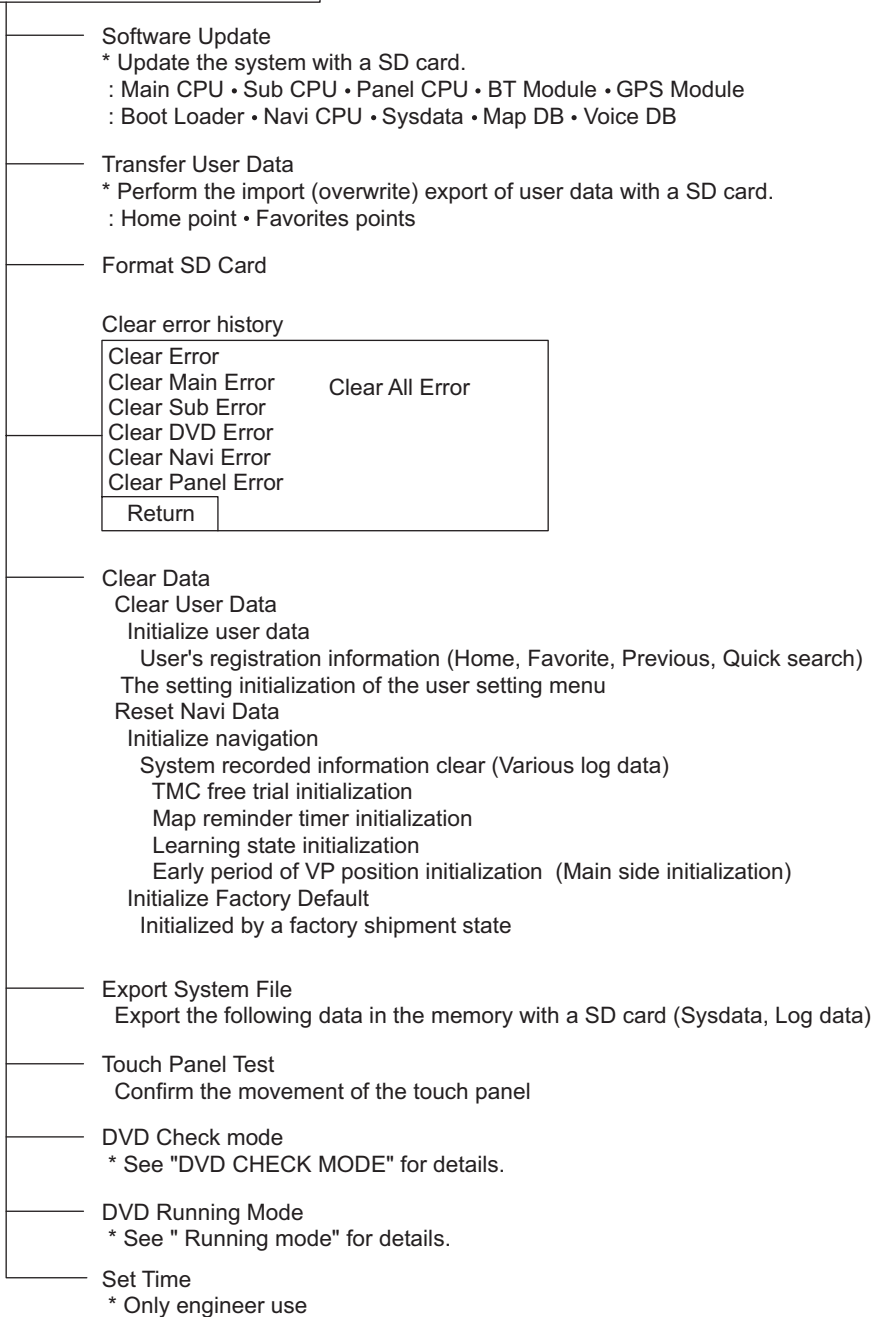 Software Update
* Update the system with a SD card.
: Main CPU • Sub CPU • Panel CPU • BT Module • GPS Module
: Boot Loader • Navi CPU • Sysdata • Map DB • Voice DB
Transfer User Data
* Perform the import (overwrite) export of user data with a SD card.
: Home point • Favorites points
Format SD Card
Clear error history
Clear Error
Clear Main Error
Clear All Error
Clear Sub Error
Clear DVD Error
Clear Navi Error
Clear Panel Error
Return
Clear Data
Clear User Data
Initialize user data
User's registration information (Home, Favorite, Previous, Quick search)
The setting initialization of the user setting menu
Reset Navi Data
Initialize navigation
System recorded information clear (Various log data)
TMC free trial initialization
Map reminder timer initialization
Learning state initialization
Early period of VP position initialization (Main side initialization)
Initialize Factory Default
Initialized by a factory shipment state
Export System File
Export the following data in the memory with a SD card (Sysdata, Log data)
Touch Panel Test
Confirm the movement of the touch panel
DVD Check mode
* See "DVD CHECK MODE" for details.
DVD Running Mode
* See " Running mode" for details.
Set Time
* Only engineer use